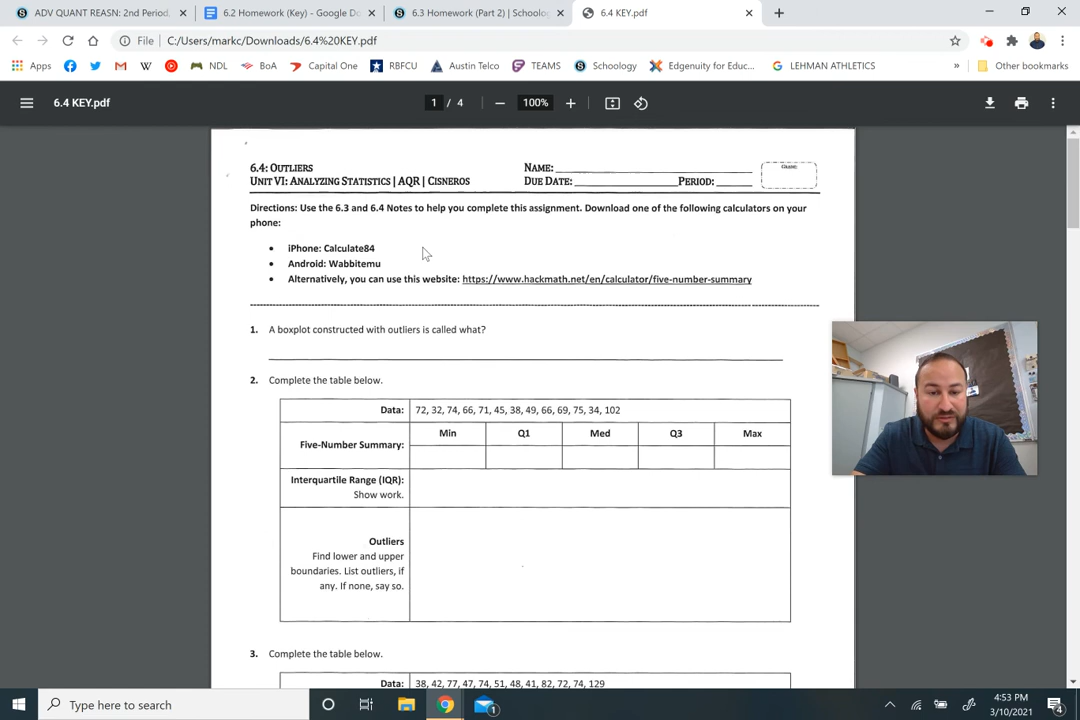 ADV QUANT REASN: 2nd Period,
6.2 Homework (Key) - Google Do
6.3 Homework (Part 2) | Schoolog
6.4 KEY.pdf
File
C:/Users/markc/Downloads/6.4%20KEY.pdf
Apps
NDL
BoA
Capital One
RBFCU
Austin Telco
TEAMS
Schoology
Edgenuity for Educ...
LEHMAN ATHLETICS
»
Other bookmarks
6.4 KEY.pdf
1 / 4
100%
6.4: OUTLIERS
NAME:
GRADE:
UNIT VI: ANALYZING STATISTICS | AQR | CISNEROS
DUE DATE: PERIOD:
Directions: Use the 6.3 and 6.4 Notes to help you complete this assignment. Download one of the following calculators on your
phone:
• iPhone: Calculate84
• Android: Wabbitemu
• Alternatively, you can use this website: https://www.hackmath.net/en/calculator/five-number-summary
1. A boxplot constructed with outliers is called what?
2. Complete the table below.
Data: 72, 32, 74, 66, 71, 45, 38, 49, 66, 69, 75, 34, 102
Five-Number Summary:
Min Q1 Med Q3 Max
Interquartile Range (IQR):
Show work.
Outliers
Find lower and upper
boundaries. List outliers, if
any. If none, say so.
3. Complete the table below.
Data: 38, 42, 77, 47, 74, 51, 48, 41, 82, 72, 74, 129
Type here to search
1
4:53 PM
3/10/2021
4